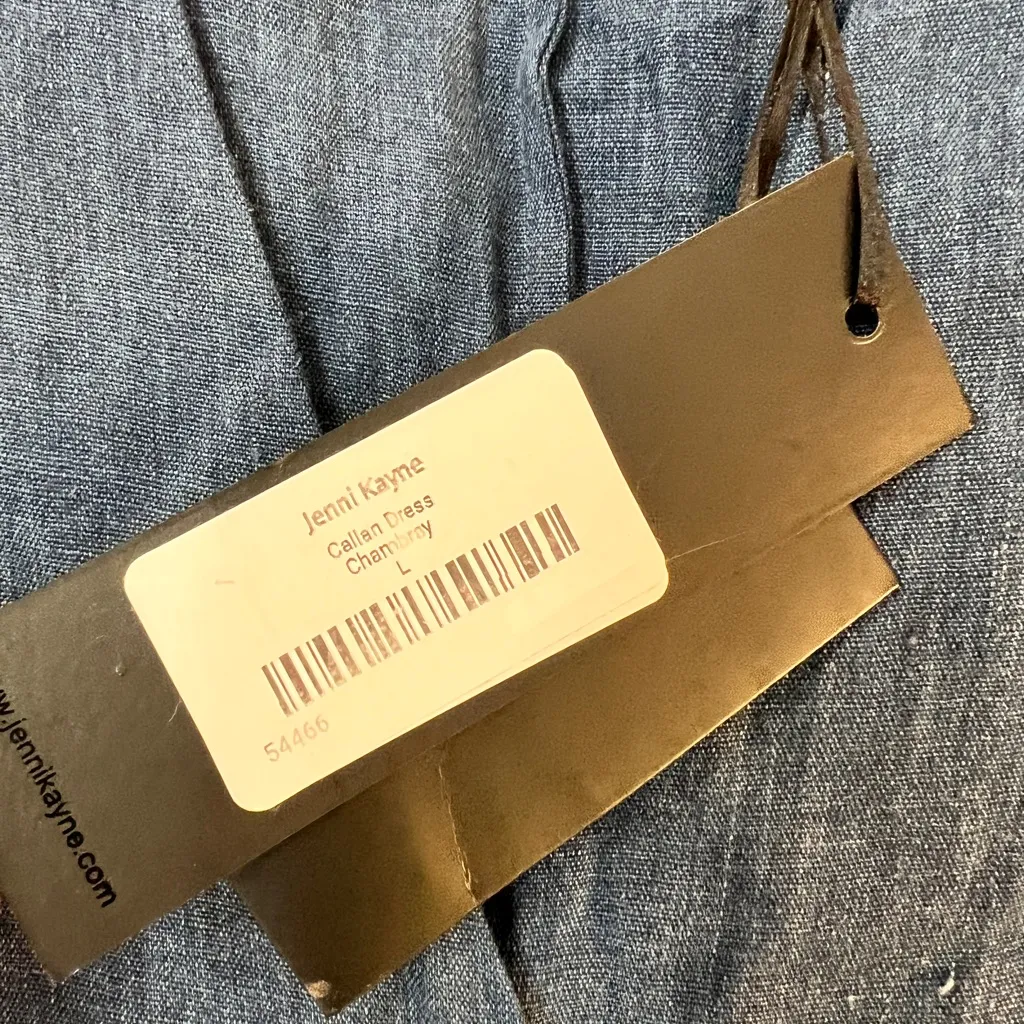 Jenni Kayne
Callan Dress
Chambray
L
54466
w.jennikayne.com